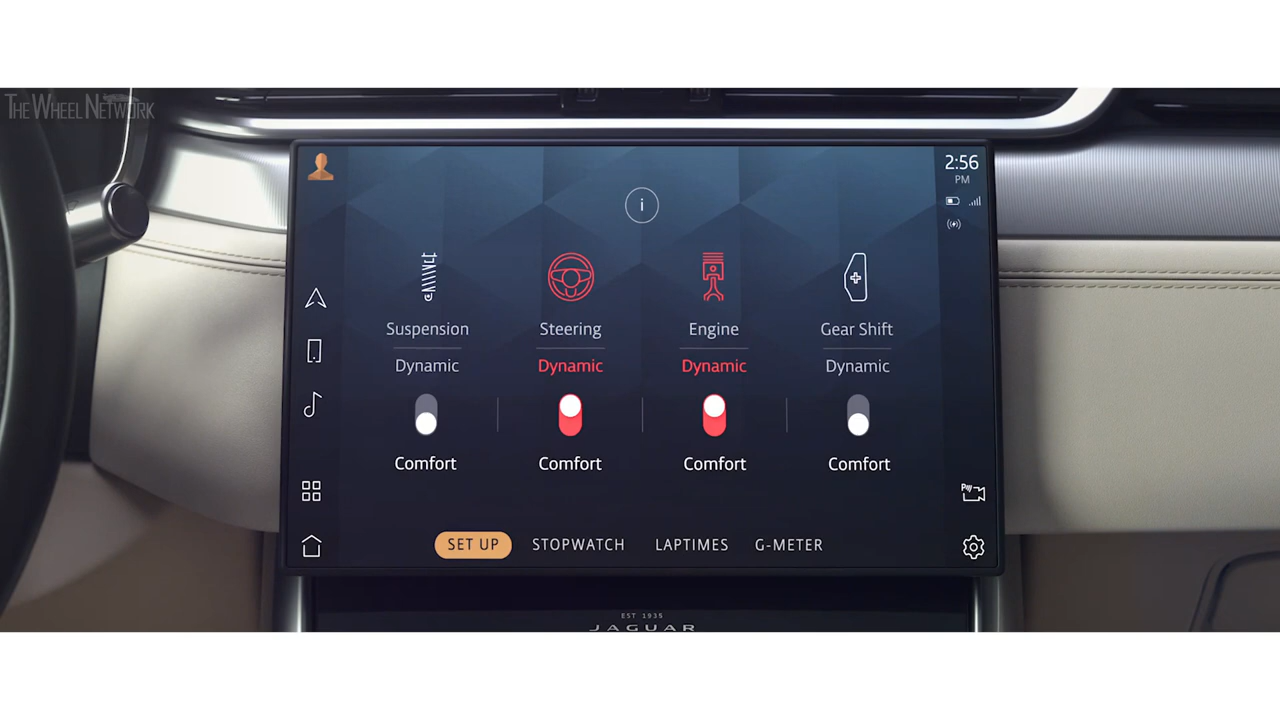 THE WHEEL NETWORK
2:56
PM
i
Suspension Steering Engine Gear Shift
Dynamic Dynamic Dynamic Dynamic
Comfort Comfort Comfort Comfort
SET UP STOPWATCH LAPTIMES G-METER
EST 1935
JAGUAR